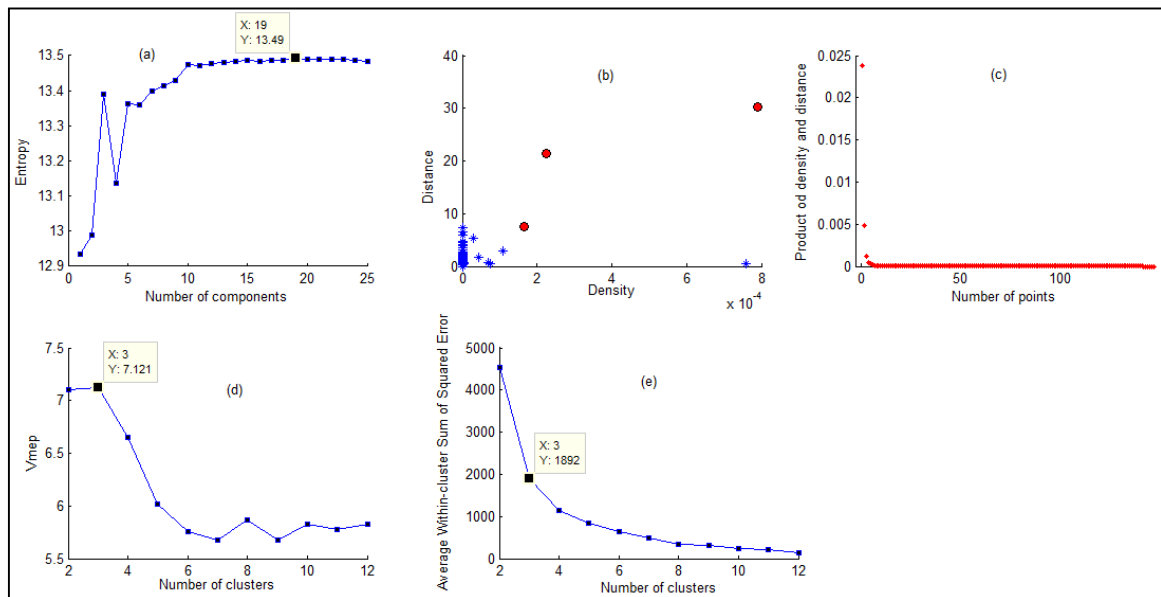 (a)
X: 19
Y: 13.49
Entropy
13.5
13.4
13.3
13.2
13.1
13
12.9
0 5 10 15 20 25
Number of components
(b)
Distance
40
30
20
10
0
0 2 4 6 8
Density
x 10-4
(c)
Product od density and distance
0.025
0.02
0.015
0.01
0.005
0
0 50 100
Number of points
(d)
X: 3
Y: 7.121
Vmep
7.5
7
6.5
6
5.5
2 4 6 8 10 12
Number of clusters
(e)
X: 3
Y: 1892
Average Within-cluster Sum of Squared Error
5000
4000
3000
2000
1000
0
2 4 6 8 10 12
Number of clusters